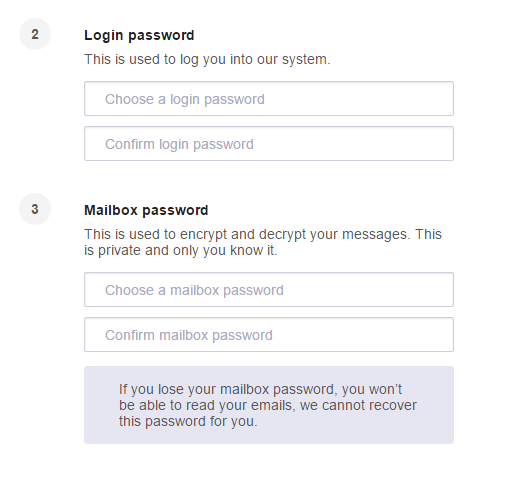 2
Login password
This is used to log you into our system.
Choose a login password
Confirm login password
3
Mailbox password
This is used to encrypt and decrypt your messages. This
is private and only you know it.
Choose a mailbox password
Confirm mailbox password
If you lose your mailbox password, you won’t
be able to read your emails, we cannot recover
this password for you.